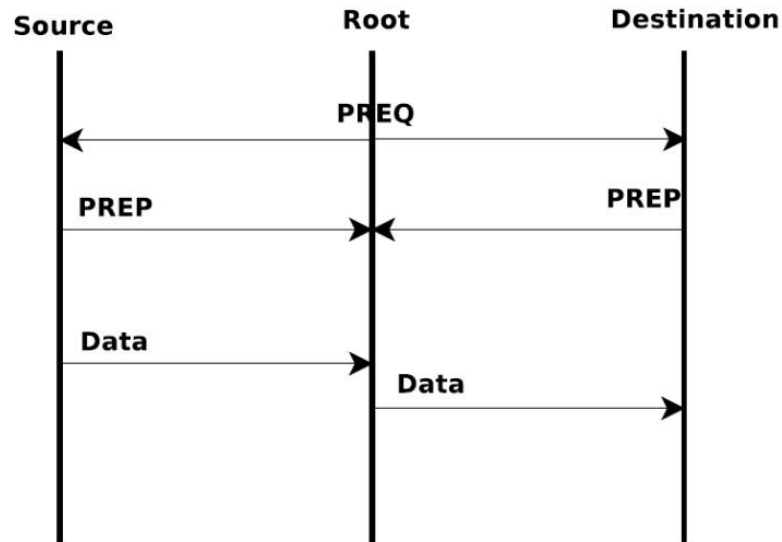 Source
Root
Destination
PREQ
PREP
PREP
Data
Data